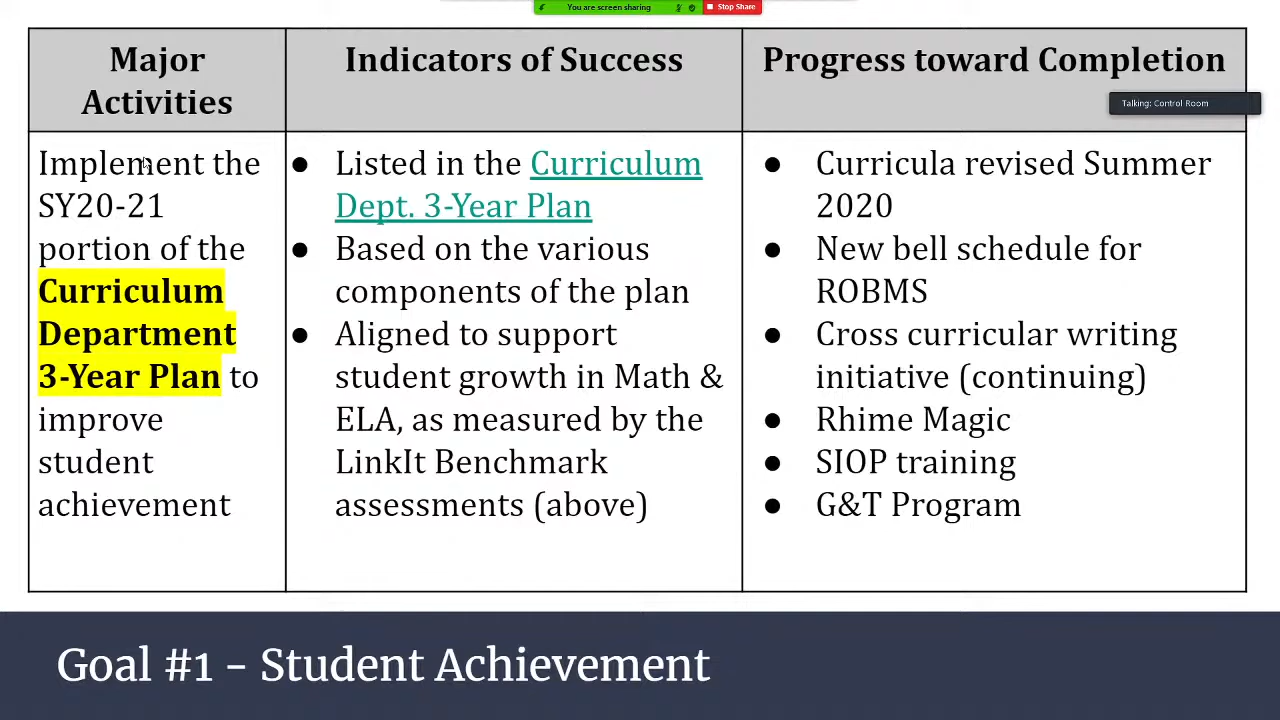 You are screen sharing
Stop Share
Major
Activities
Indicators of Success
Progress toward Completion
Talking: Control Room
Implement the
SY20-21
portion of the
Curriculum
Department
3-Year Plan to
improve
student
achievement
● Listed in the Curriculum
Dept. 3-Year Plan
● Based on the various
components of the plan
● Aligned to support
student growth in Math &
ELA, as measured by the
LinkIt Benchmark
assessments (above)
● Curricula revised Summer
2020
● New bell schedule for
ROBMS
● Cross curricular writing
initiative (continuing)
● Rhime Magic
● SIOP training
● G&T Program
Goal #1 - Student Achievement